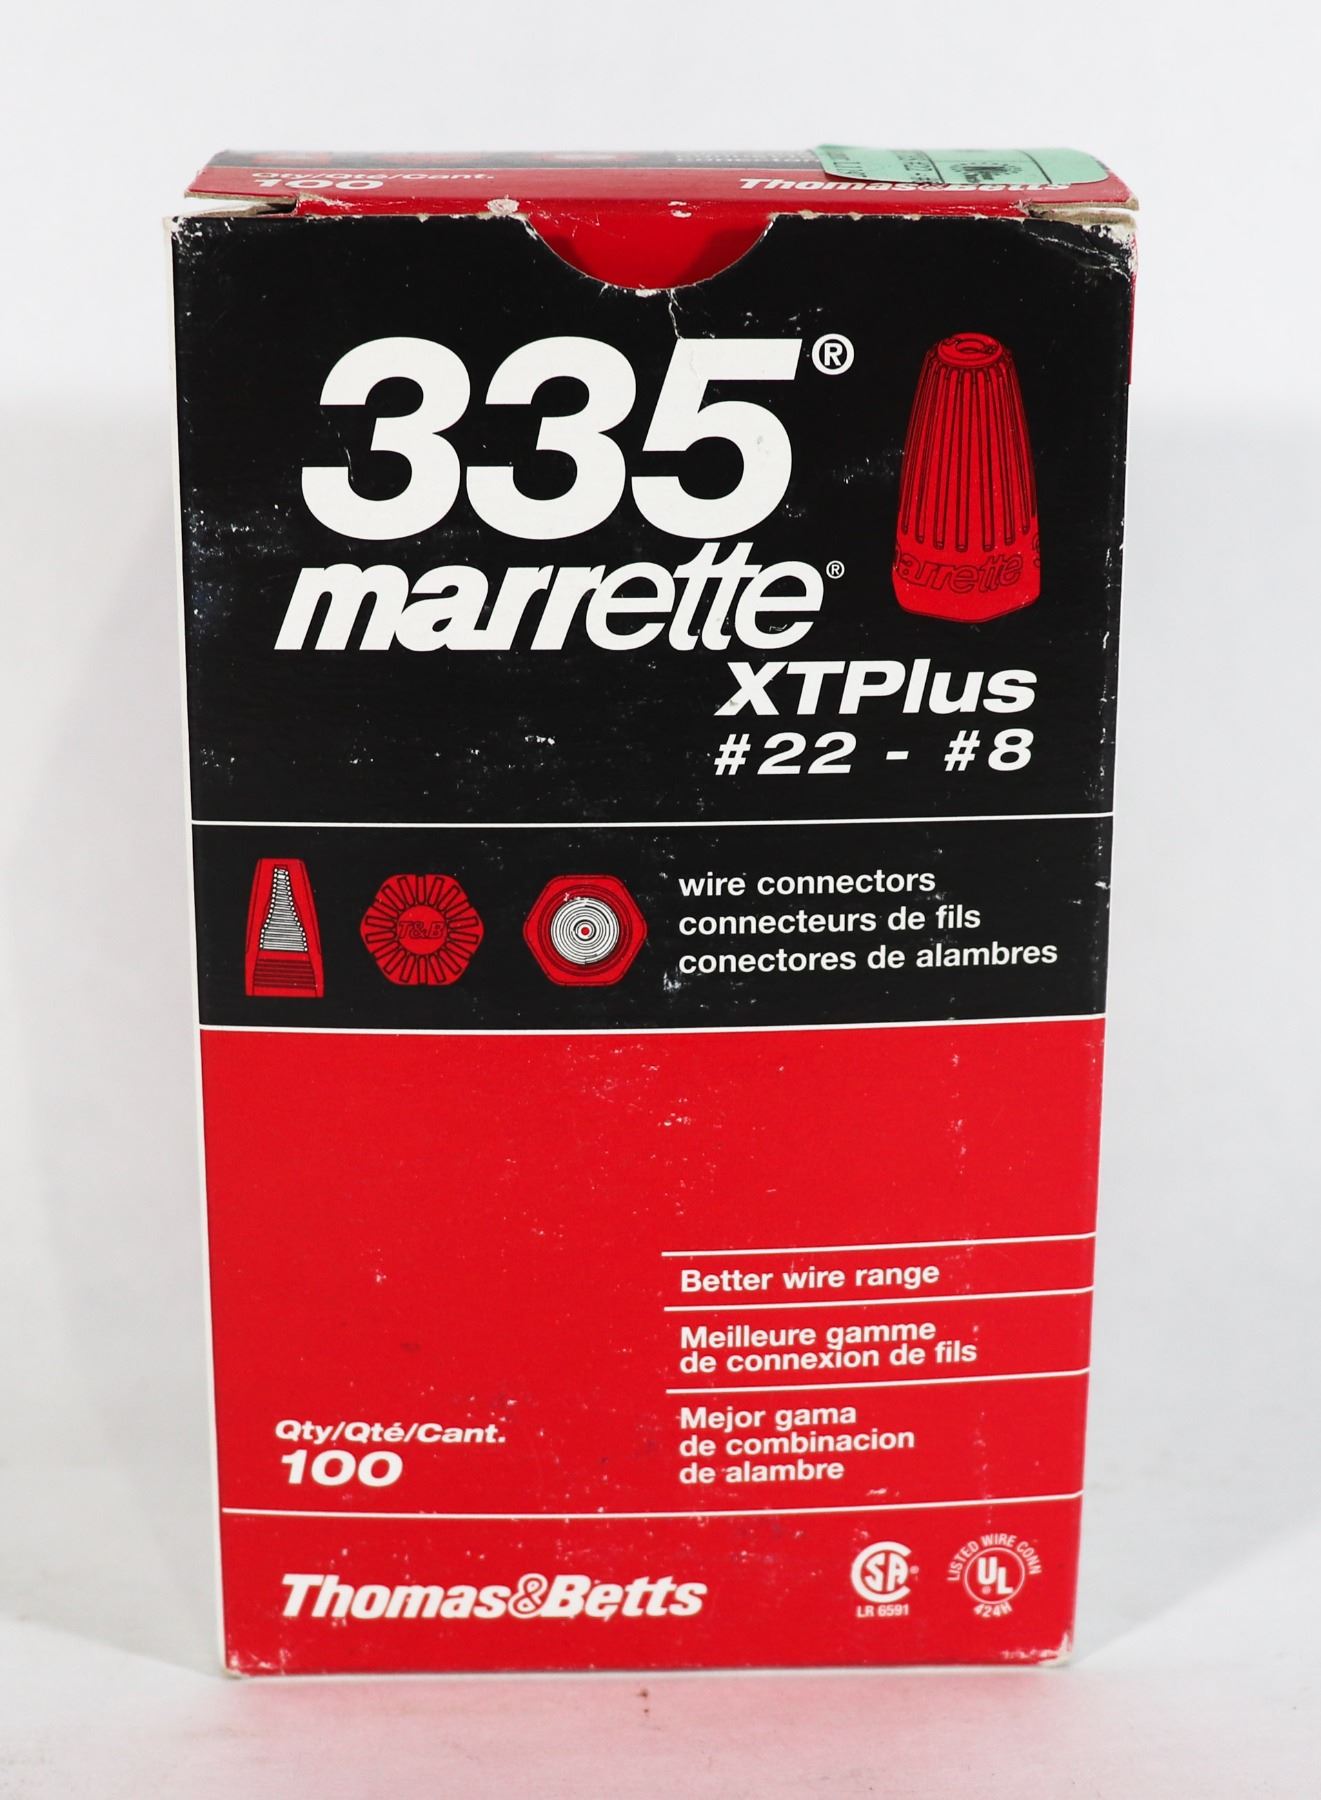 Qty/Qté/Cant.
100
Thomas&Betts
335®
marrette®
marrette
XTPlus
#22 - #8
T&B
wire connectors
connecteurs de fils
conectores de alambres
Better wire range
Meilleure gamme
de connexion de fils
Mejor gama
de combinacion
de alambre
Qty/Qté/Cant.
100
Thomas&Betts
SA®
LR 6591
LISTED WIRE CONN
UL®
424H